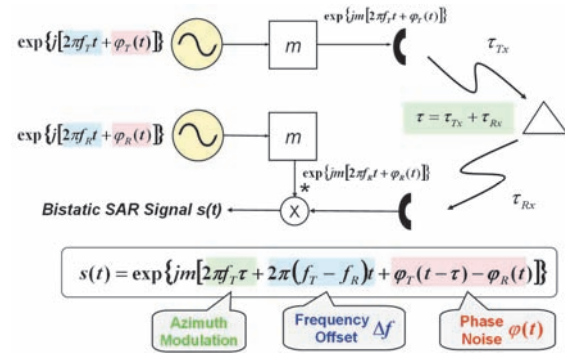 exp{jm[2πf_T t + φ_T(t)]}
exp{j[2πf_T t + φ_T(t)]}
m
τ_Tx
τ = τ_Tx + τ_Rx
exp{j[2πf_R t + φ_R(t)]}
m
exp{jm[2πf_R t + φ_R(t)]}
*
τ_Rx
Bistatic SAR Signal s(t)
X
s(t) = exp{jm[2πf_T τ + 2π(f_T − f_R)t + φ_T(t − τ) − φ_R(t)]}
Azimuth
Modulation
Frequency
Offset Δf
Phase
Noise φ(t)